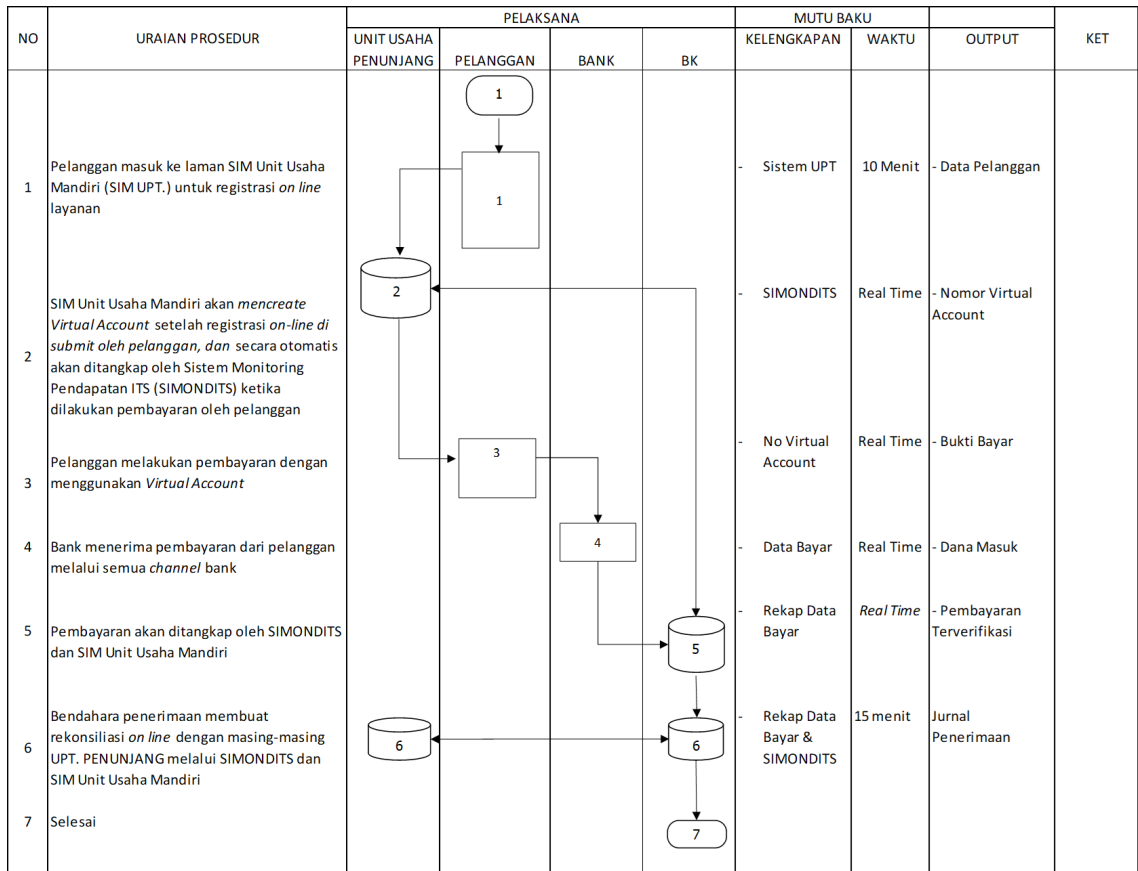 NO
URAIAN PROSEDUR
PELAKSANA
MUTU BAKU
UNIT USAHA
PENUNJANG
PELANGGAN
BANK
BK
KELENGKAPAN
WAKTU
OUTPUT
KET
1
1
Pelanggan masuk ke laman SIM Unit Usaha
Mandiri (SIM UPT.) untuk registrasi on line
layanan
1
- Sistem UPT
10 Menit
- Data Pelanggan
2
SIM Unit Usaha Mandiri akan mencreate
Virtual Account setelah registrasi on-line di
submit oleh pelanggan, dan secara otomatis
akan ditangkap oleh Sistem Monitoring
Pendapatan ITS (SIMONDITS) ketika
dilakukan pembayaran oleh pelanggan
2
- SIMONDITS
Real Time
- Nomor Virtual
Account
3
Pelanggan melakukan pembayaran dengan
menggunakan Virtual Account
3
- No Virtual
Account
Real Time
- Bukti Bayar
4
Bank menerima pembayaran dari pelanggan
melalui semua channel bank
4
- Data Bayar
Real Time
- Dana Masuk
5
Pembayaran akan ditangkap oleh SIMONDITS
dan SIM Unit Usaha Mandiri
5
- Rekap Data
Bayar
Real Time
- Pembayaran
Terverifikasi
6
Bendahara penerimaan membuat
rekonsiliasi on line dengan masing-masing
UPT. PENUNJANG melalui SIMONDITS dan
SIM Unit Usaha Mandiri
6
6
- Rekap Data
Bayar &
SIMONDITS
15 menit
Jurnal
Penerimaan
7
Selesai
7